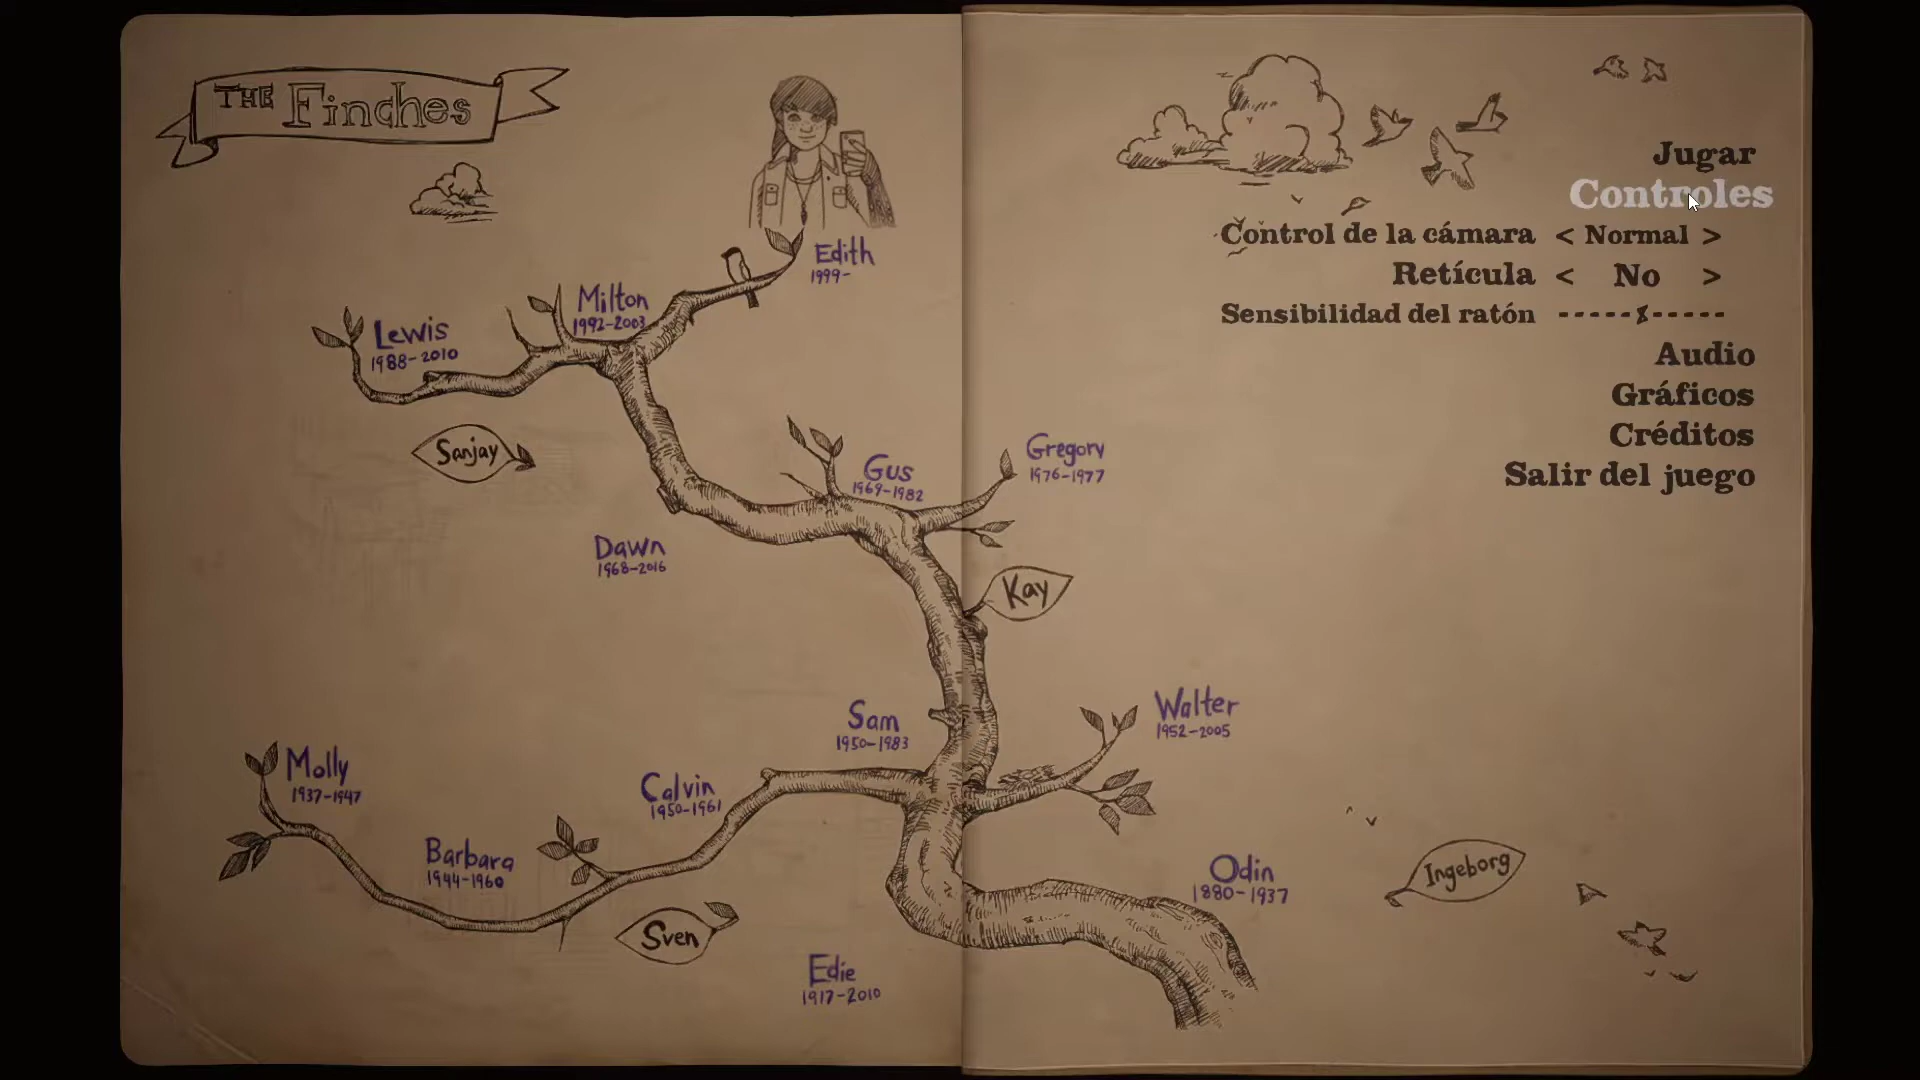 THE Finches
Edith
1999-
Milton
1992-2003
Lewis
1988-2010
Sanjay
Gus
1969-1982
Gregory
1976-1977
Dawn
1968-2016
Kay
Sam
1950-1983
Walter
1952-2005
Molly
1937-1947
Calvin
1950-1961
Barbara
1944-1960
Sven
Odin
1880-1937
Ingeborg
Edie
1917-2010
Jugar
Controles
Control de la cámara < Normal >
Retícula < No >
Sensibilidad del ratón
Audio
Gráficos
Créditos
Salir del juego